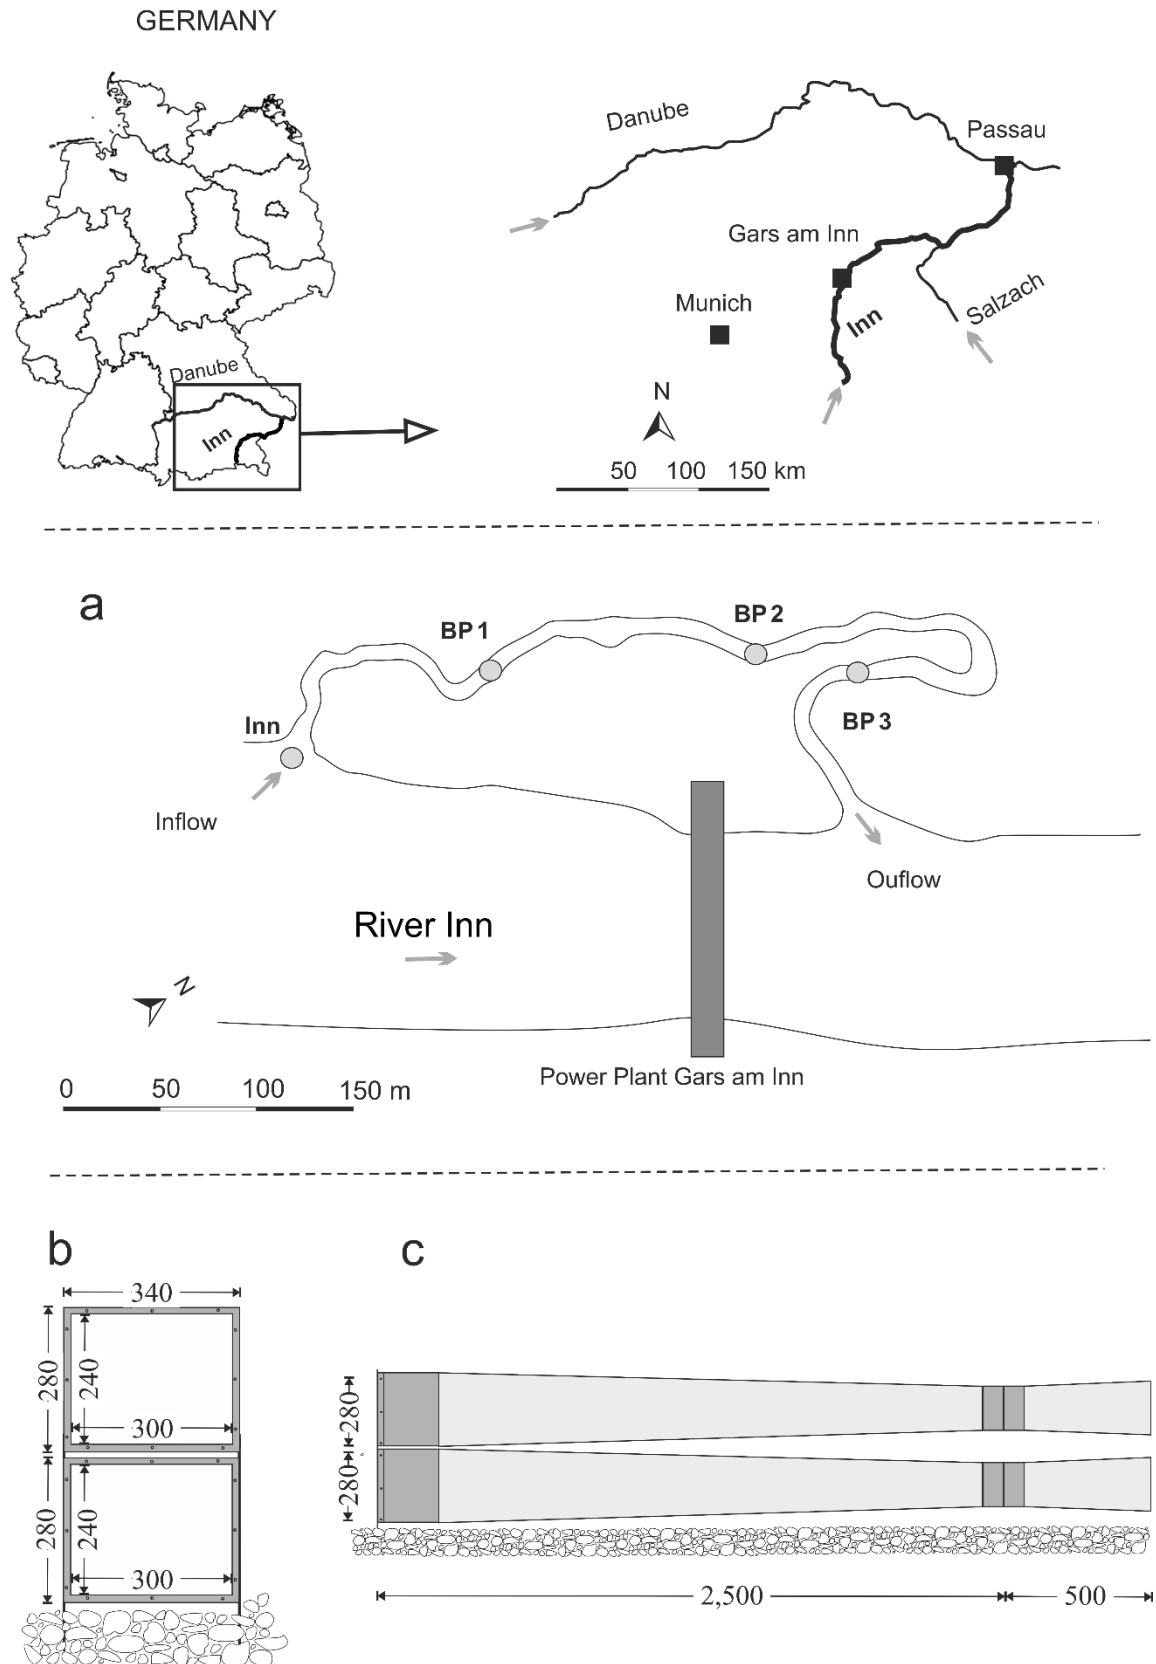 GERMANY
Danube
Passau
Gars am Inn
Munich
Inn
Salzach
Danube
Inn
N
50 100 150 km
a
BP 1
BP 2
Inn
BP 3
Inflow
Ouflow
River Inn
N
Power Plant Gars am Inn
0 50 100 150 m
b
c
340
280
240
300
280
240
300
280
280
2,500
500